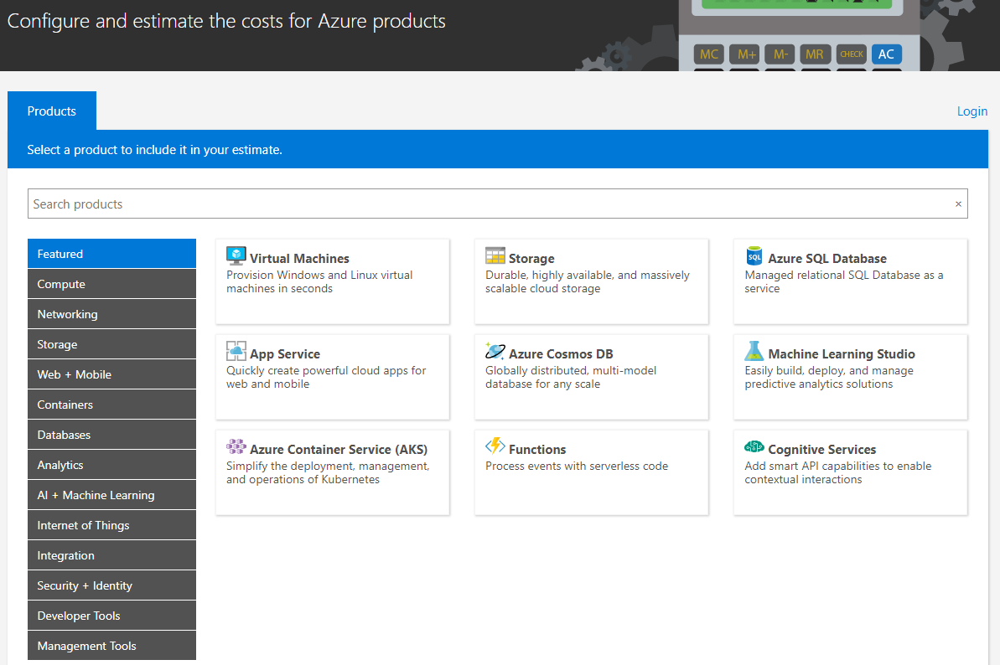 Configure and estimate the costs for Azure products
MC M+ M- MR CHECK AC
Products
Login
Select a product to include it in your estimate.
Search products
×
Featured
Compute
Networking
Storage
Web + Mobile
Containers
Databases
Analytics
AI + Machine Learning
Internet of Things
Integration
Security + Identity
Developer Tools
Management Tools
Virtual Machines
Provision Windows and Linux virtual
machines in seconds
Storage
Durable, highly available, and massively
scalable cloud storage
SQL
Azure SQL Database
Managed relational SQL Database as a
service
App Service
Quickly create powerful cloud apps for
web and mobile
Azure Cosmos DB
Globally distributed, multi-model
database for any scale
Machine Learning Studio
Easily build, deploy, and manage
predictive analytics solutions
Azure Container Service (AKS)
Simplify the deployment, management,
and operations of Kubernetes
Functions
Process events with serverless code
Cognitive Services
Add smart API capabilities to enable
contextual interactions